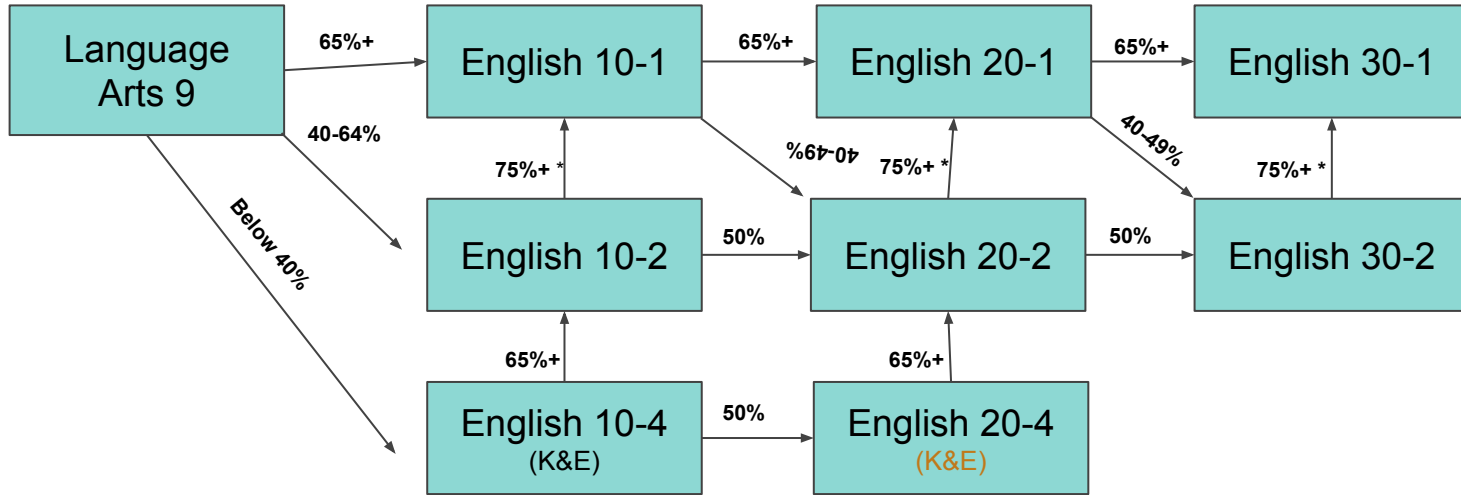 Language
Arts 9
65%+
English 10-1
65%+
English 20-1
65%+
English 30-1
40-64%
75%+ *
40-49%
75%+ *
40-49%
75%+ *
Below 40%
English 10-2
50%
English 20-2
50%
English 30-2
65%+
65%+
English 10-4
(K&E)
50%
English 20-4
(K&E)